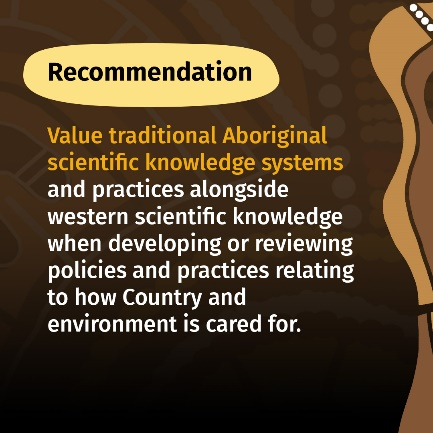 Recommendation
Value traditional Aboriginal
scientific knowledge systems
and practices alongside
western scientific knowledge
when developing or reviewing
policies and practices relating
to how Country and
environment is cared for.